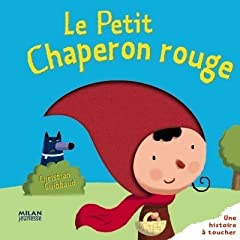 Le Petit
Chaperon rouge
Christian
Guibbaud
MILAN
jeunesse
Une
histoire
à toucher